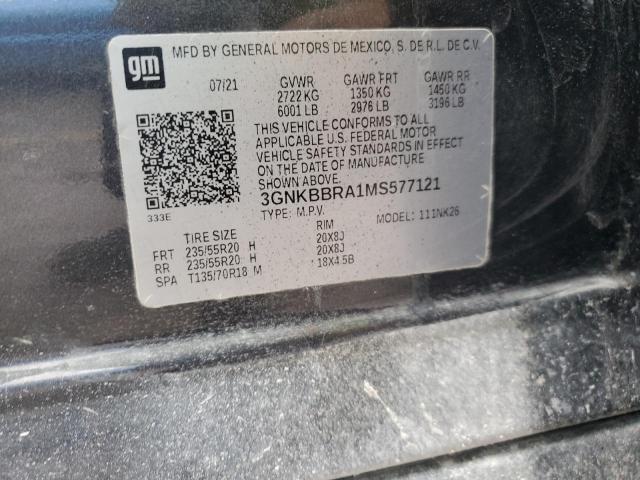 gm
MFD BY GENERAL MOTORS DE MEXICO, S. DE R.L. DE C.V.
07/21 GVWR GAWR FRT GAWR RR
2722 KG 1350 KG 1450 KG
6001 LB 2976 LB 3196 LB
THIS VEHICLE CONFORMS TO ALL
APPLICABLE U.S. FEDERAL MOTOR
VEHICLE SAFETY STANDARDS IN EFFECT
ON THE DATE OF MANUFACTURE
3GNKBBRA1MS577121
333E
TYPE: M.P.V. MODEL: 111NK26
TIRE SIZE RIM
FRT 235/55R20 H 20X8J
RR 235/55R20 H 20X8J
SPA T135/70R18 M 18X4.5B